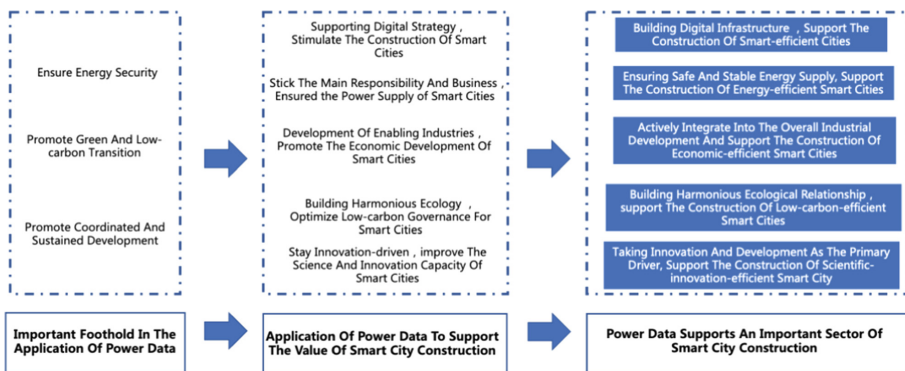 Ensure Energy Security
Promote Green And Low-
carbon Transition
Promote Coordinated And
Sustained Development
Supporting Digital Strategy ,
Stimulate The Construction Of Smart
Cities
Stick The Main Responsibility And Business ,
Ensured the Power Supply of Smart Cities
Development Of Enabling Industries ,
Promote The Economic Development Of
Smart Cities
Building Harmonious Ecology ,
Optimize Low-carbon Governance For
Smart Cities
Stay Innovation-driven , improve The
Science And Innovation Capacity Of
Smart Cities
Building Digital Infrastructure , Support The
Construction Of Smart-efficient Cities
Ensuring Safe And Stable Energy Supply, Support
The Construction Of Energy-efficient Smart Cities
Actively Integrate Into The Overall Industrial
Development And Support The Construction Of
Economic-efficient Smart Cities
Building Harmonious Ecological Relationship ,
support The Construction Of Low-carbon-efficient
Smart Cities
Taking Innovation And Development As The Primary
Driver, Support The Construction Of Scientific-
innovation-efficient Smart City
Important Foothold In The
Application Of Power Data
Application Of Power Data To Support
The Value Of Smart City Construction
Power Data Supports An Important Sector Of
Smart City Construction